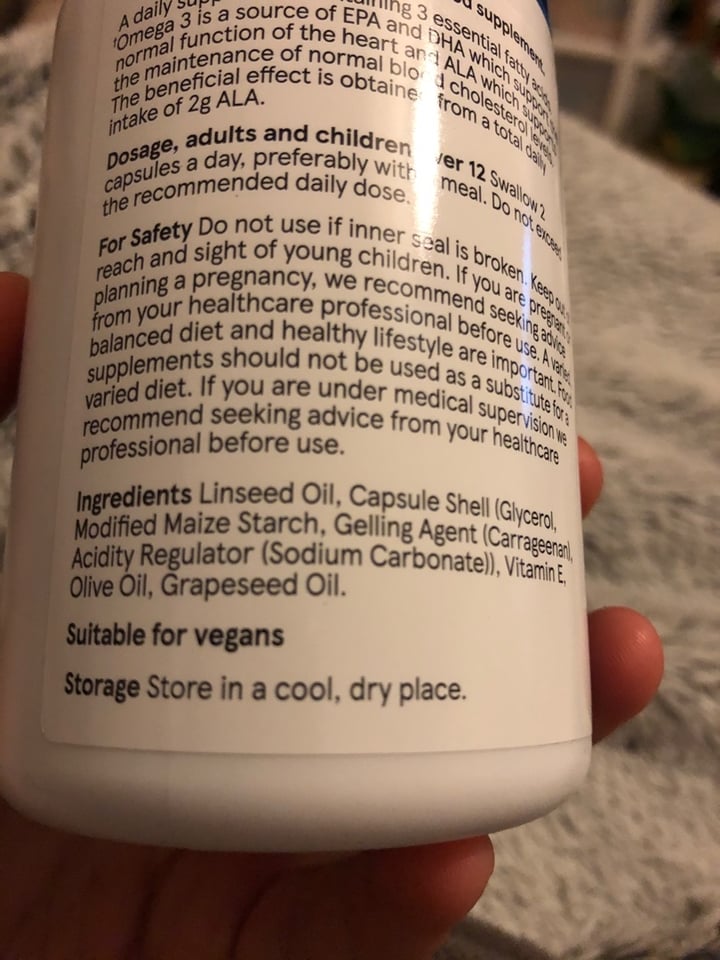 d supplement.
A daily supp ning 3 essential fatty acids,
¹Omega 3 is a source of EPA and DHA which support the
normal function of the heart and ALA which supports
the maintenance of normal blood cholesterol levels.
The beneficial effect is obtained from a total daily
intake of 2g ALA.
Dosage, adults and children ver 12 Swallow 2
capsules a day, preferably with meal. Do not exceed
the recommended daily dose.
For Safety Do not use if inner seal is broken. Keep out
reach and sight of young children. If you are pregnant or
planning a pregnancy, we recommend seeking advice
from your healthcare professional before use. A varied,
balanced diet and healthy lifestyle are important. Food
supplements should not be used as a substitute for a
varied diet. If you are under medical supervision we
recommend seeking advice from your healthcare
professional before use.
Ingredients Linseed Oil, Capsule Shell (Glycerol,
Modified Maize Starch, Gelling Agent (Carrageenan),
Acidity Regulator (Sodium Carbonate)), Vitamin E,
Olive Oil, Grapeseed Oil.
Suitable for vegans
Storage Store in a cool, dry place.